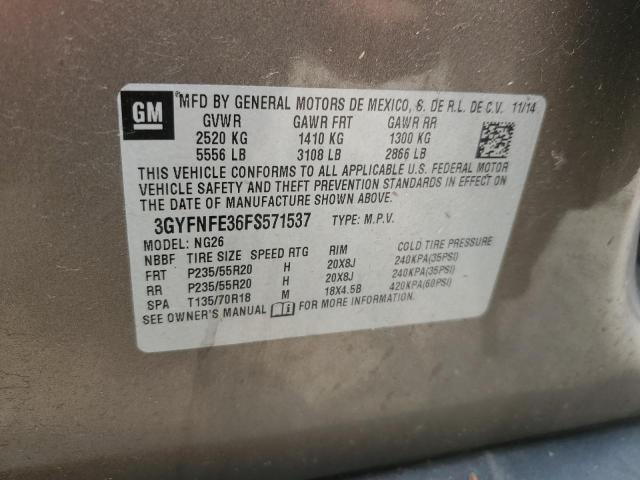 GM
MFD BY GENERAL MOTORS DE MEXICO, S. DE R.L. DE C.V. 11/14
GVWR GAWR FRT GAWR RR
2520 KG 1410 KG 1300 KG
5556 LB 3108 LB 2866 LB
THIS VEHICLE CONFORMS TO ALL APPLICABLE U.S. FEDERAL MOTOR
VEHICLE SAFETY AND THEFT PREVENTION STANDARDS IN EFFECT ON
THE DATE OF MANUFACTURE SHOWN ABOVE.
3GYFNFE36FS571537 TYPE: M.P.V.
MODEL: NG26
NBBF TIRE SIZE SPEED RTG RIM COLD TIRE PRESSURE
FRT P235/55R20 H 20X8J 240KPA(35PSI)
RR P235/55R20 H 20X8J 240KPA(35PSI)
SPA T135/70R18 M 18X4.5B 420KPA(60PSI)
SEE OWNER'S MANUAL FOR MORE INFORMATION.